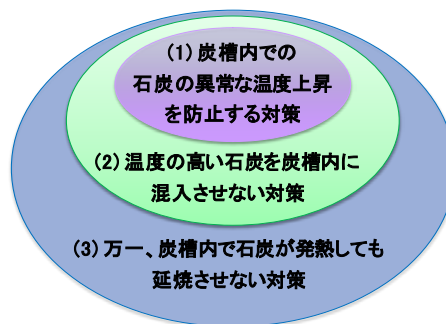 (1) 炭槽内での
石炭の異常な温度上昇
を防止する対策
(2) 温度の高い石炭を炭槽内に
混入させない対策
(3) 万一、炭槽内で石炭が発熱しても
延焼させない対策